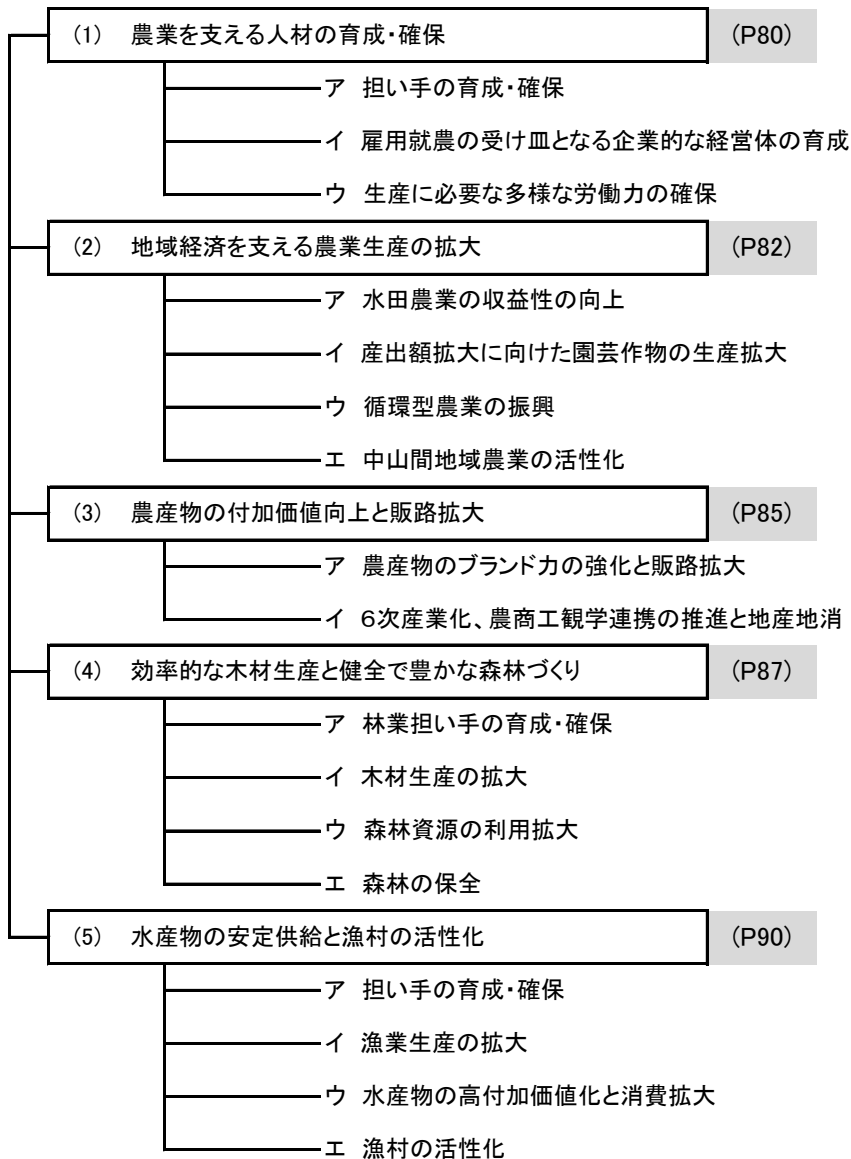 (1) 農業を支える人材の育成・確保 (P80)
ア 担い手の育成・確保
イ 雇用就農の受け皿となる企業的な経営体の育成
ウ 生産に必要な多様な労働力の確保
(2) 地域経済を支える農業生産の拡大 (P82)
ア 水田農業の収益性の向上
イ 産出額拡大に向けた園芸作物の生産拡大
ウ 循環型農業の振興
エ 中山間地域農業の活性化
(3) 農産物の付加価値向上と販路拡大 (P85)
ア 農産物のブランド力の強化と販路拡大
イ 6次産業化、農商工観学連携の推進と地産地消
(4) 効率的な木材生産と健全で豊かな森林づくり (P87)
ア 林業担い手の育成・確保
イ 木材生産の拡大
ウ 森林資源の利用拡大
エ 森林の保全
(5) 水産物の安定供給と漁村の活性化 (P90)
ア 担い手の育成・確保
イ 漁業生産の拡大
ウ 水産物の高付加価値化と消費拡大
エ 漁村の活性化